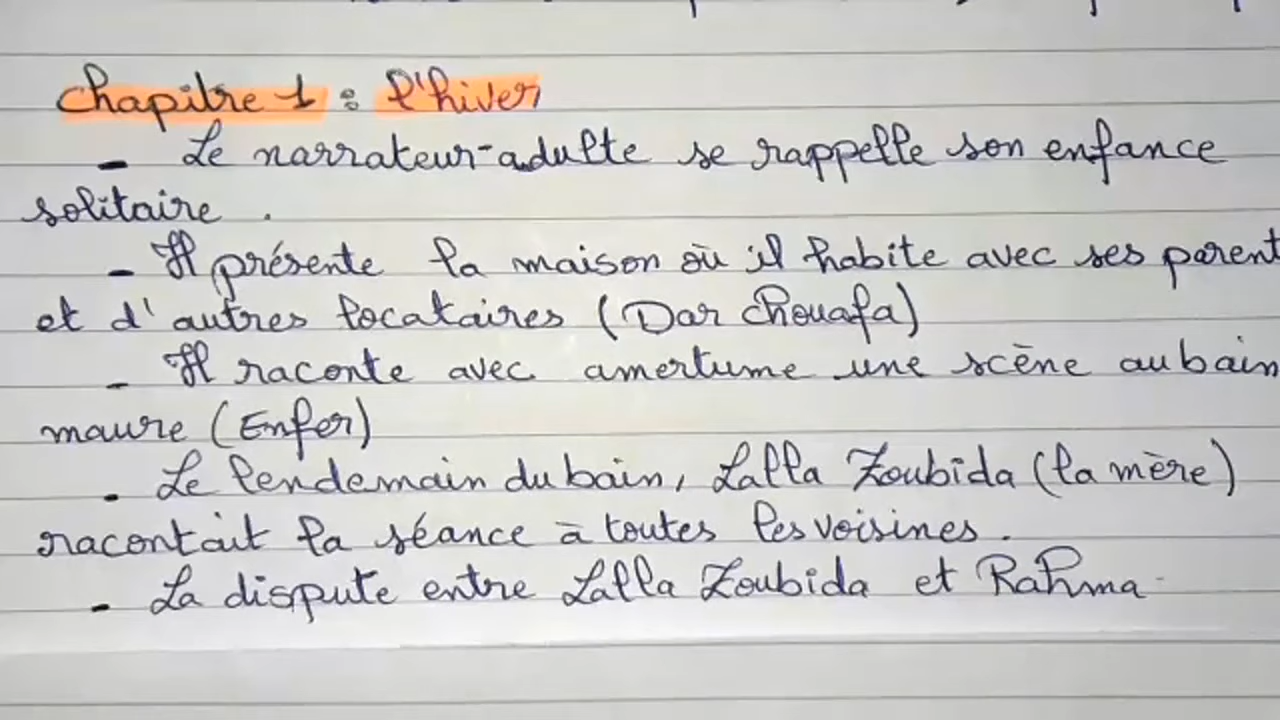 Chapitre 1 : l'hiver
- Le narrateur-adulte se rappelle son enfance
solitaire .
- Il présente la maison où il habite avec ses parent
et d'autres locataires (Dar Chouafa)
- Il raconte avec amertume une scène au bain
maure (Enfer)
- Le lendemain du bain, Lalla Zoubida (la mère)
racontait la séance à toutes les voisines .
- La dispute entre Lalla Zoubida et Rahma